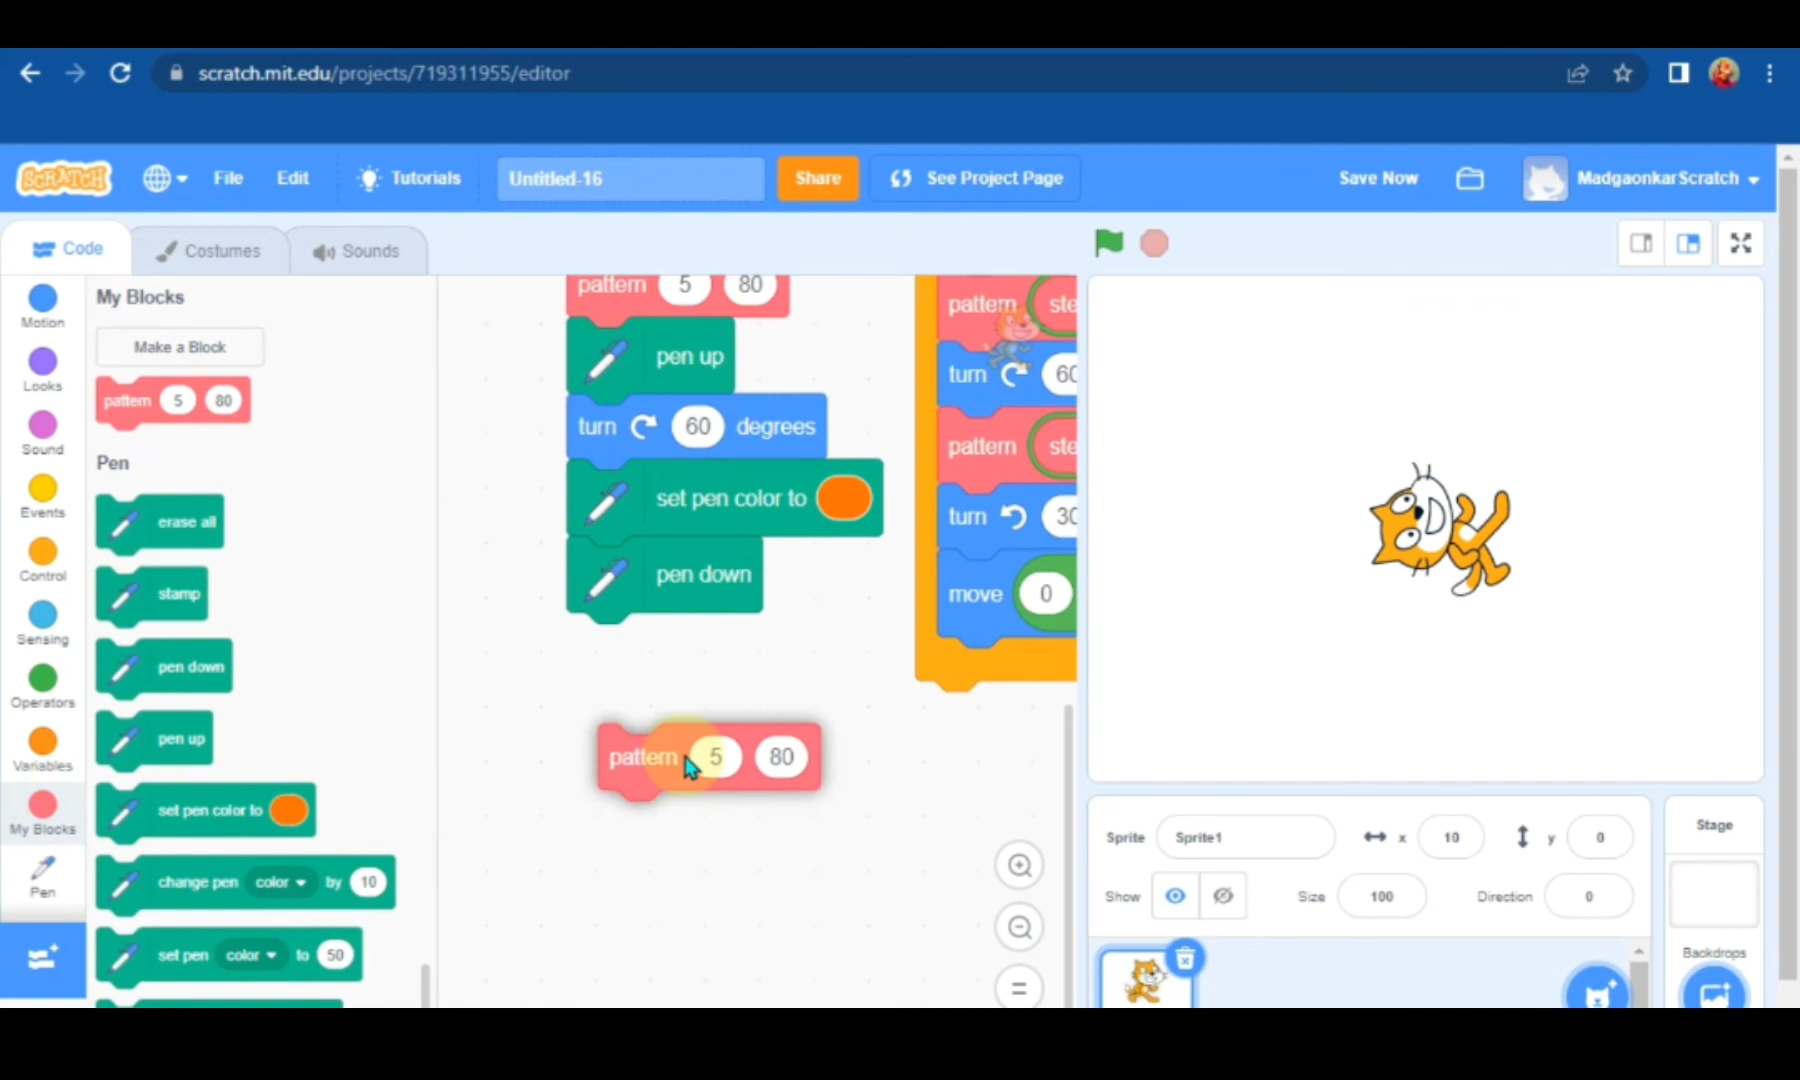 scratch.mit.edu/projects/719311955/editor
SCRATCH
File
Edit
Tutorials
Untitled-16
Share
See Project Page
Save Now
MadgaonkarScratch
Code
Costumes
Sounds
Motion
Looks
Sound
Events
Control
Sensing
Operators
Variables
My Blocks
Pen
My Blocks
Make a Block
pattern 5 80
Pen
erase all
stamp
pen down
pen up
set pen color to
change pen color by 10
set pen color to 50
pattern 5 80
pen up
turn 60 degrees
set pen color to
pen down
pattern 5 80
pattern ste
turn 60
pattern ste
turn 30
move 0
Sprite Sprite1 x 10 y 0
Show Size 100 Direction 0
Stage
Backdrops